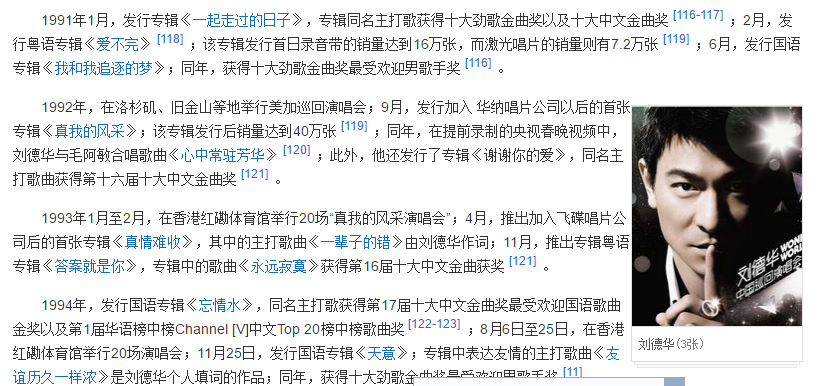 1991年1月，发行专辑《一起走过的日子》，专辑同名主打歌获得十大劲歌金曲奖以及十大中文金曲奖 [116-117] ；2月，发
行粤语专辑《爱不完》 [118] ；该专辑发行首日录音带的销量达到16万张，而激光唱片的销量则有7.2万张 [119] ；6月，发行国语
专辑《我和我追逐的梦》；同年，获得十大劲歌金曲奖最受欢迎男歌手奖 [116] 。
1992年，在洛杉矶、旧金山等地举行美加巡回演唱会；9月，发行加入 华纳唱片公司以后的首张
专辑《真我的风采》；该专辑发行后销量达到40万张 [119] ；同年，在提前录制的央视春晚视频中，
刘德华与毛阿敏合唱歌曲《心中常驻芳华》 [120] ；此外，他还发行了专辑《谢谢你的爱》，同名主
打歌曲获得第十六届十大中文金曲奖 [121] 。
1993年1月至2月，在香港红磡体育馆举行20场“真我的风采演唱会”；4月，推出加入飞碟唱片公
司后的首张专辑《真情难收》，其中的主打歌曲《一辈子的错》由刘德华作词；11月，推出专辑粤语
专辑《答案就是你》，专辑中的歌曲《永远寂寞》获得第16届十大中文金曲获奖 [121] 。
1994年，发行国语专辑《忘情水》，同名主打歌获得第17届十大中文金曲奖最受欢迎国语歌曲
金奖以及第1届华语榜中榜Channel [V]中文Top 20榜中榜歌曲奖 [122-123] ；8月6日至25日，在香港
红磡体育馆举行20场演唱会；11月25日，发行国语专辑《天意》；专辑中表达友情的主打歌曲《友
谊历久一样浓》是刘德华个人填词的作品；同年，获得十大劲歌金曲奖最受欢迎男歌手奖 [11]
刘德华
WONDERFUL
WORLD
中国巡回演唱会
刘德华(3张)